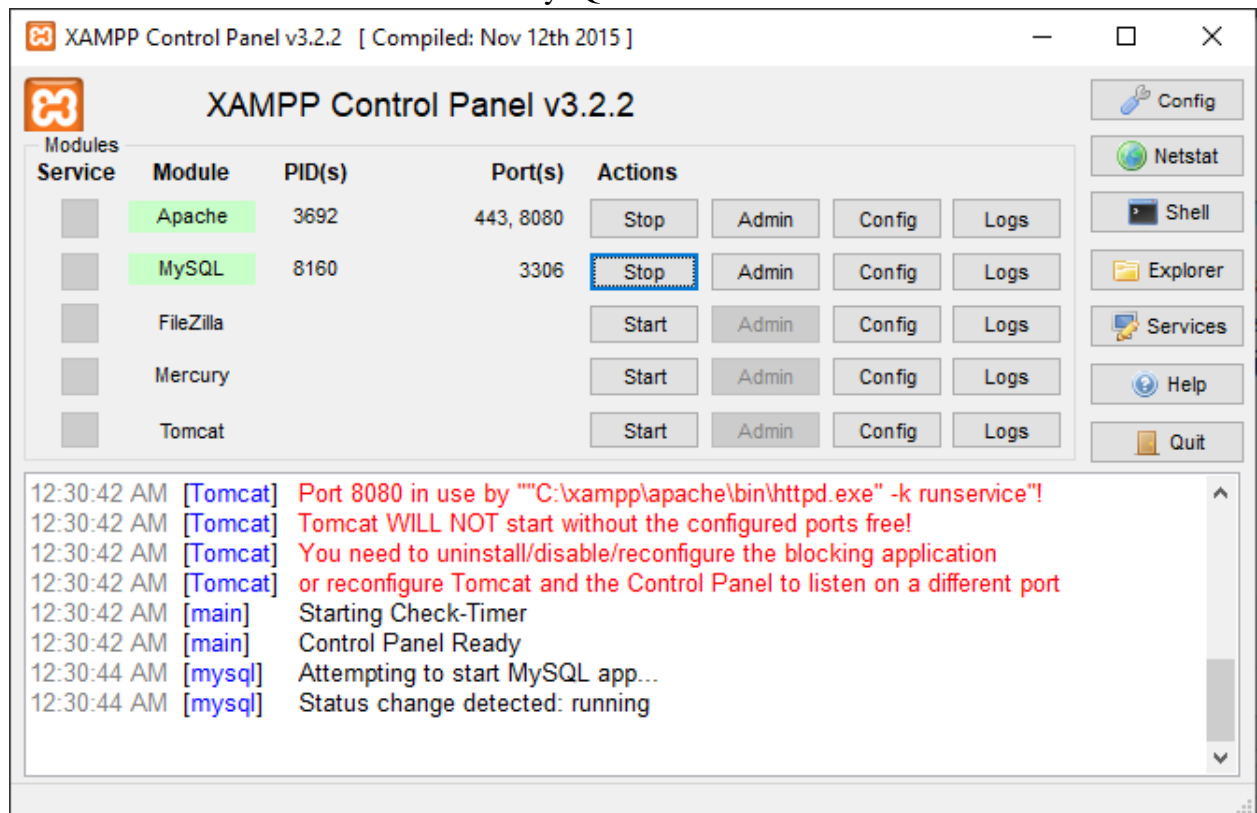 XAMPP Control Panel v3.2.2 [ Compiled: Nov 12th 2015 ]
XAMPP Control Panel v3.2.2
Config
Modules
Netstat
Service Module PID(s) Port(s) Actions
Apache 3692 443, 8080 Stop Admin Config Logs
Shell
MySQL 8160 3306 Stop Admin Config Logs
Explorer
FileZilla Start Admin Config Logs
Services
Mercury Start Admin Config Logs
Help
Tomcat Start Admin Config Logs
Quit
12:30:42 AM [Tomcat] Port 8080 in use by ""C:\xampp\apache\bin\httpd.exe" -k runservice"!
12:30:42 AM [Tomcat] Tomcat WILL NOT start without the configured ports free!
12:30:42 AM [Tomcat] You need to uninstall/disable/reconfigure the blocking application
12:30:42 AM [Tomcat] or reconfigure Tomcat and the Control Panel to listen on a different port
12:30:42 AM [main] Starting Check-Timer
12:30:42 AM [main] Control Panel Ready
12:30:44 AM [mysql] Attempting to start MySQL app...
12:30:44 AM [mysql] Status change detected: running